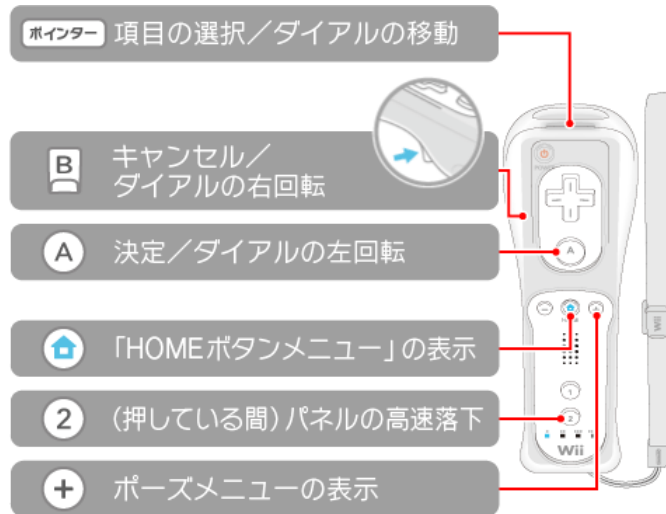 ポインター 項目の選択／ダイアルの移動
B キャンセル／
ダイアルの右回転
A 決定／ダイアルの左回転
「HOMEボタンメニュー」の表示
2 (押している間)パネルの高速落下
+ ポーズメニューの表示
A
1
2
Wii
Wii